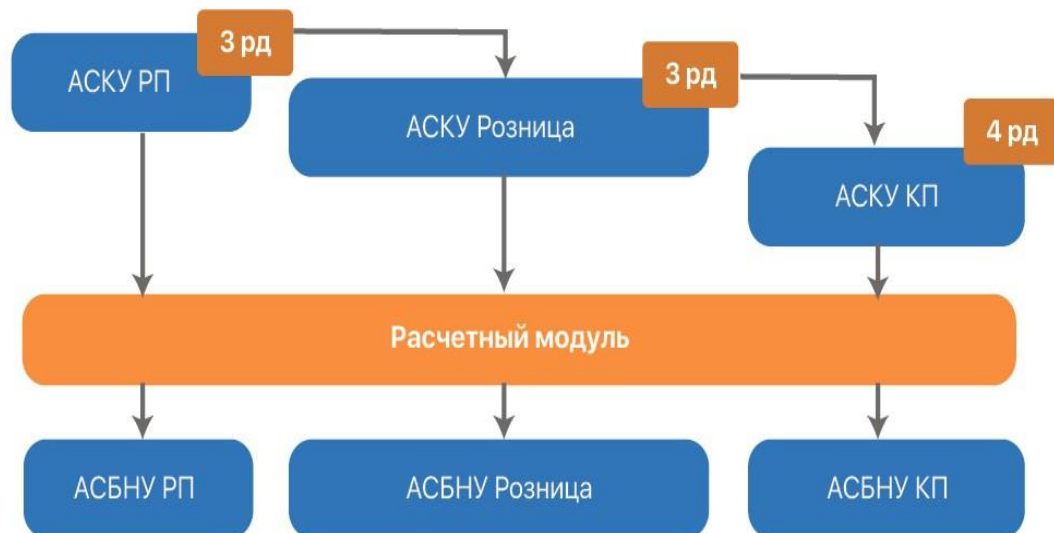 3 рд
АСКУ РП
3 рд
АСКУ Розница
4 рд
АСКУ КП
Расчетный модуль
АСБНУ РП
АСБНУ Розница
АСБНУ КП